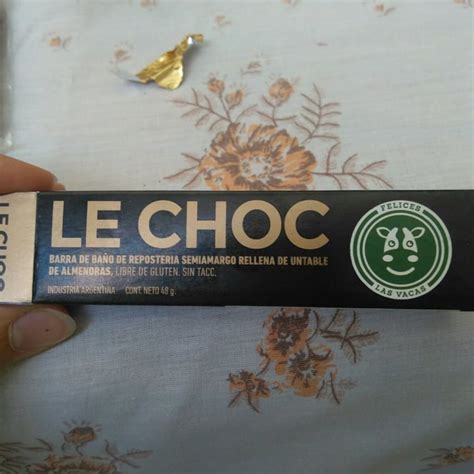 LE CHOC
LE CHOC
BARRA DE BAÑO DE REPOSTERIA SEMIAMARGO RELLENA DE UNTABLE
DE ALMENDRAS, LIBRE DE GLUTEN. SIN TACC.
INDUSTRIA ARGENTINA CONT. NETO 48 g.
FELICES
LAS VACAS